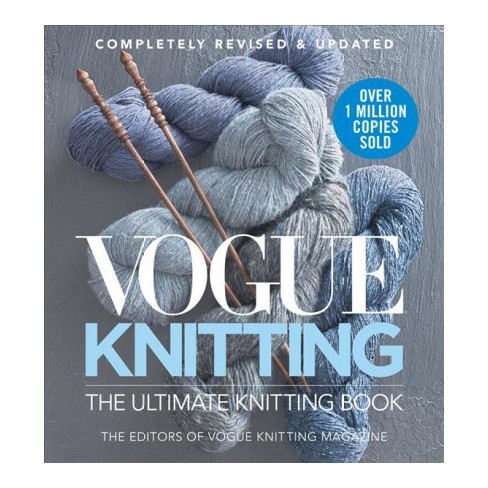 COMPLETELY REVISED & UPDATED
OVER
1 MILLION
COPIES
SOLD
VOGUE
KNITTING
THE ULTIMATE KNITTING BOOK
THE EDITORS OF VOGUE KNITTING MAGAZINE